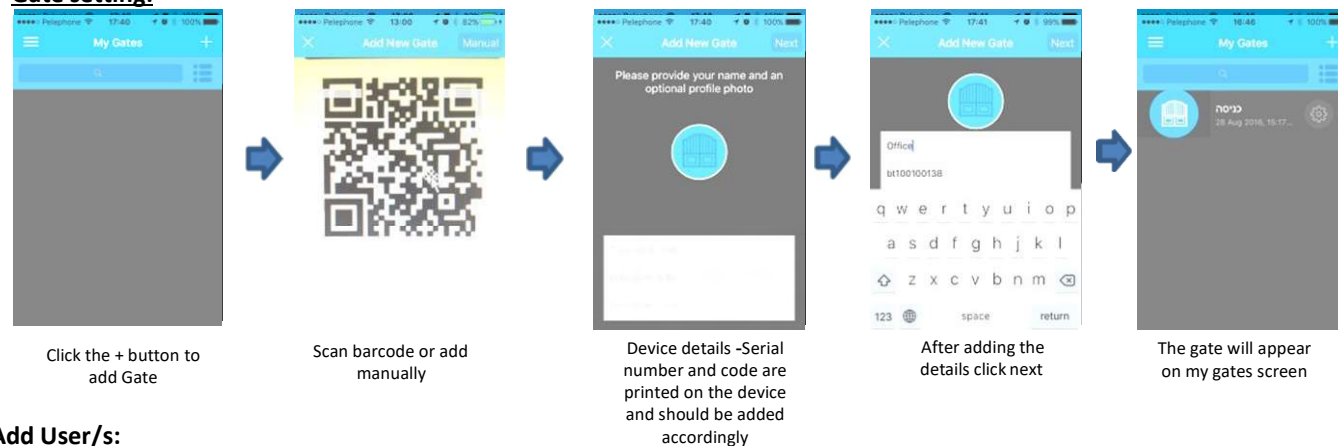 Gate setting:
Pelephone 17:40 100%
My Gates +
Pelephone 13:00 82%
Add New Gate Manual
Pelephone 17:40 100%
Add New Gate Next
Please provide your name and an
optional profile photo
Pelephone 17:41 99%
Add New Gate Next
Office
bt100100138
q w e r t y u i o p
a s d f g h j k l
z x c v b n m
123 space return
Pelephone 16:46 100%
My Gates +
כניסה
28 Aug 2016, 15:17...
Click the + button to
add Gate
Scan barcode or add
manually
Device details -Serial
number and code are
printed on the device
and should be added
accordingly
After adding the
details click next
The gate will appear
on my gates screen
Add User/s: